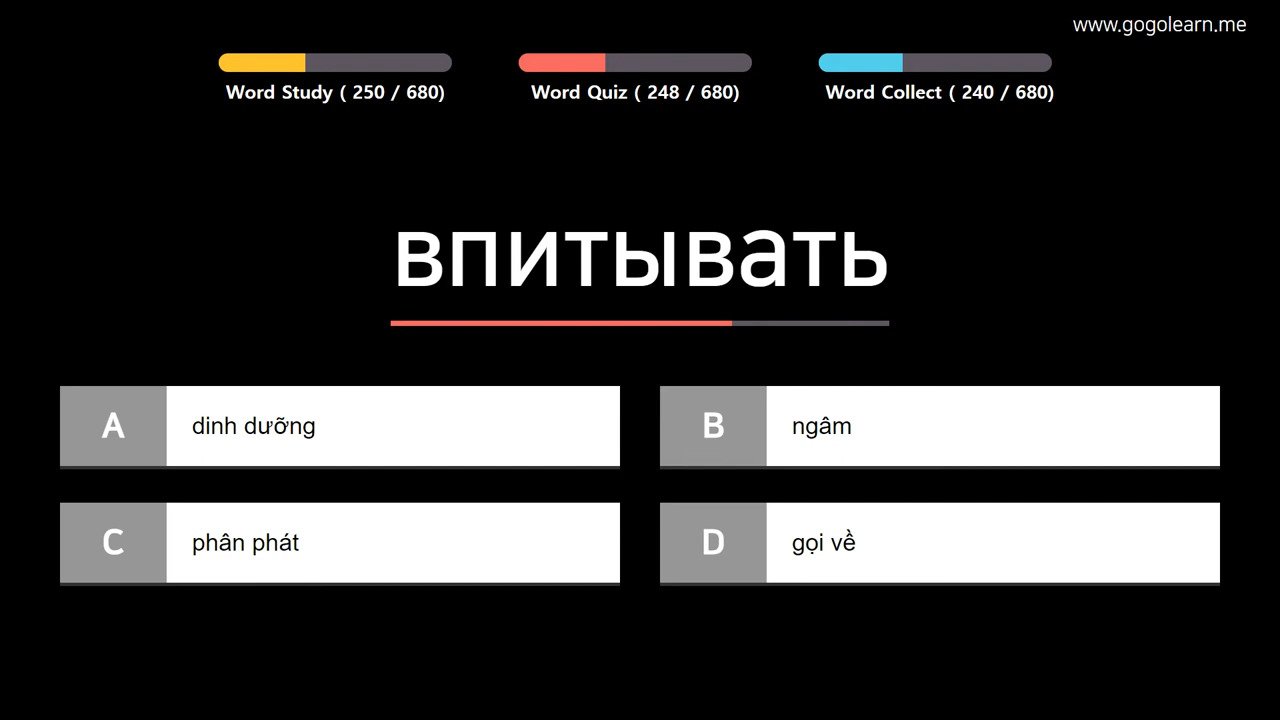 www.gogolearn.me
Word Study ( 250 / 680)
Word Quiz ( 248 / 680)
Word Collect ( 240 / 680)
впитывать
A dinh dưỡng
B ngâm
C phân phát
D gọi về